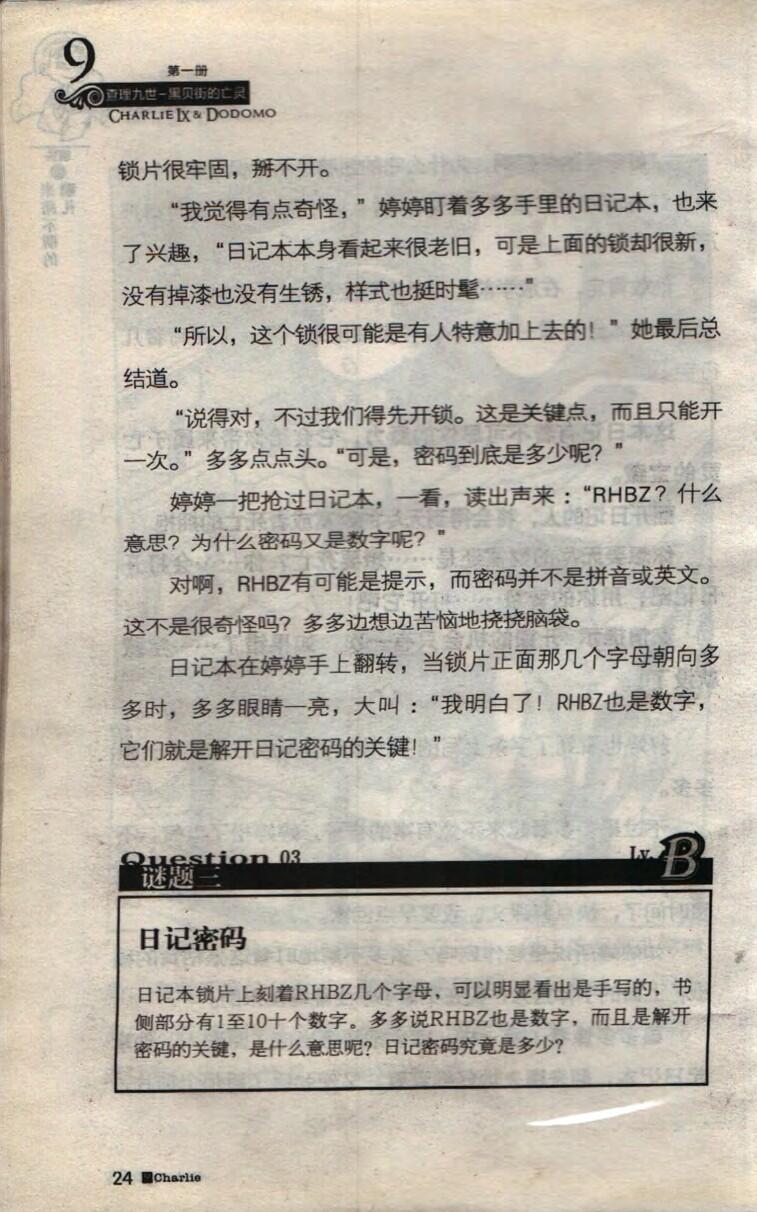 9
第一册
查理九世-黑贝街的亡灵
CHARLIE IX & DODOMO
锁片很牢固，掰不开。
“我觉得有点奇怪，”婷婷盯着多多手里的日记本，也来
了兴趣，“日记本本身看起来很老旧，可是上面的锁却很新，
没有掉漆也没有生锈，样式也挺时髦……”
“所以，这个锁很可能是有人特意加上去的！”她最后总
结道。
“说得对，不过我们得先开锁。这是关键点，而且只能开
一次。”多多点点头。“可是，密码到底是多少呢？”
婷婷一把抢过日记本，一看，读出声来：“RHBZ？什么
意思？为什么密码又是数字呢？”
对啊，RHBZ有可能是提示，而密码并不是拼音或英文。
这不是很奇怪吗？多多边想边苦恼地挠挠脑袋。
日记本在婷婷手上翻转，当锁片正面那几个字母朝向多
多时，多多眼睛一亮，大叫：“我明白了！RHBZ也是数字，
它们就是解开日记密码的关键！”
Question 03
Lv. B
谜题三
日记密码
日记本锁片上刻着RHBZ几个字母，可以明显看出是手写的，书
侧部分有1至10十个数字。多多说RHBZ也是数字，而且是解开
密码的关键，是什么意思呢？日记密码究竟是多少？
24 Charlie